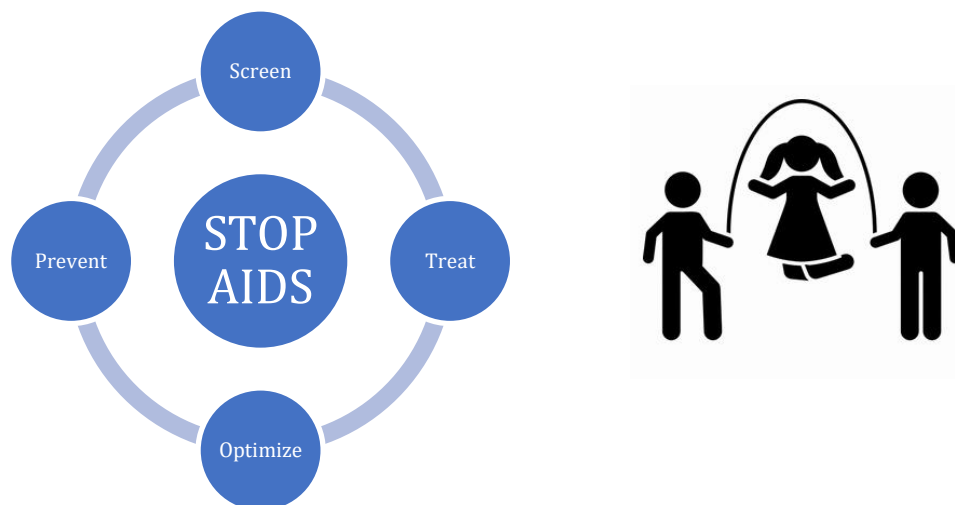 Screen
STOP
AIDS
Prevent
Treat
Optimize